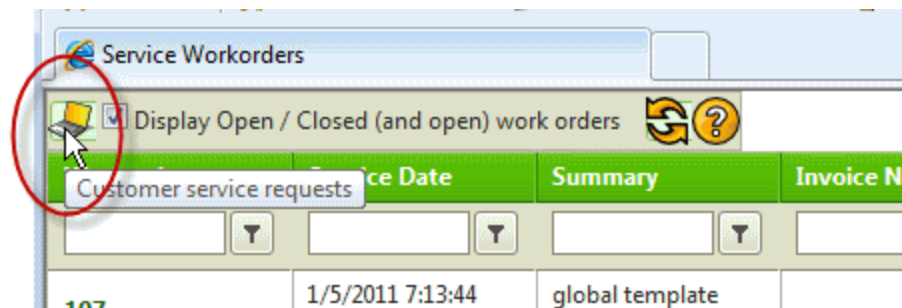 Service Workorders
Display Open / Closed (and open) work orders
Date
Summary
Invoice N
Customer service requests
1/5/2011 7:13:44
global template
107